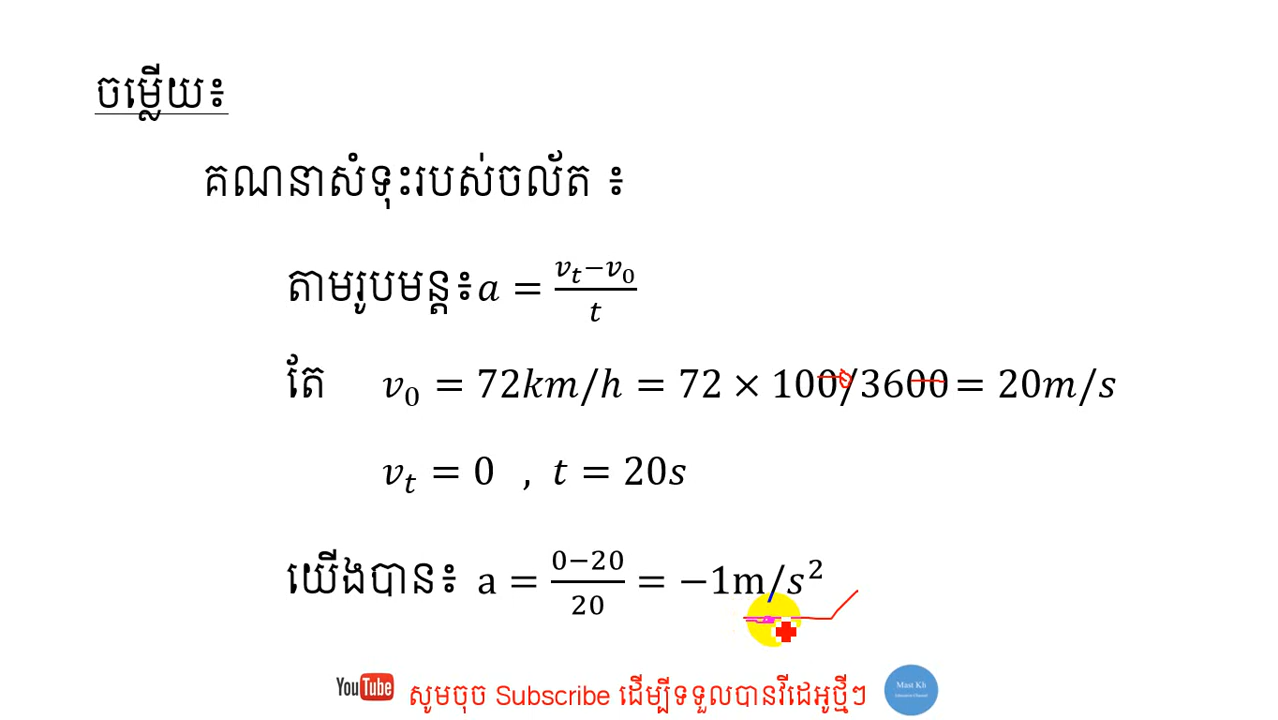 ចម្លើយ៖
គណនាសំទុះរបស់ចល័ត ៖
តាមរូបមន្ត៖ a = (v_t − v_0)/t
តែ v_0 = 72km/h = 72 × 100/3600 = 20m/s
v_t = 0 , t = 20s
យើងបាន៖ a = (0−20)/20 = −1m/s²
YouTube សូមចុច Subscribe ដើម្បីទទួលបានវីដេអូថ្មីៗ
Mast Kh